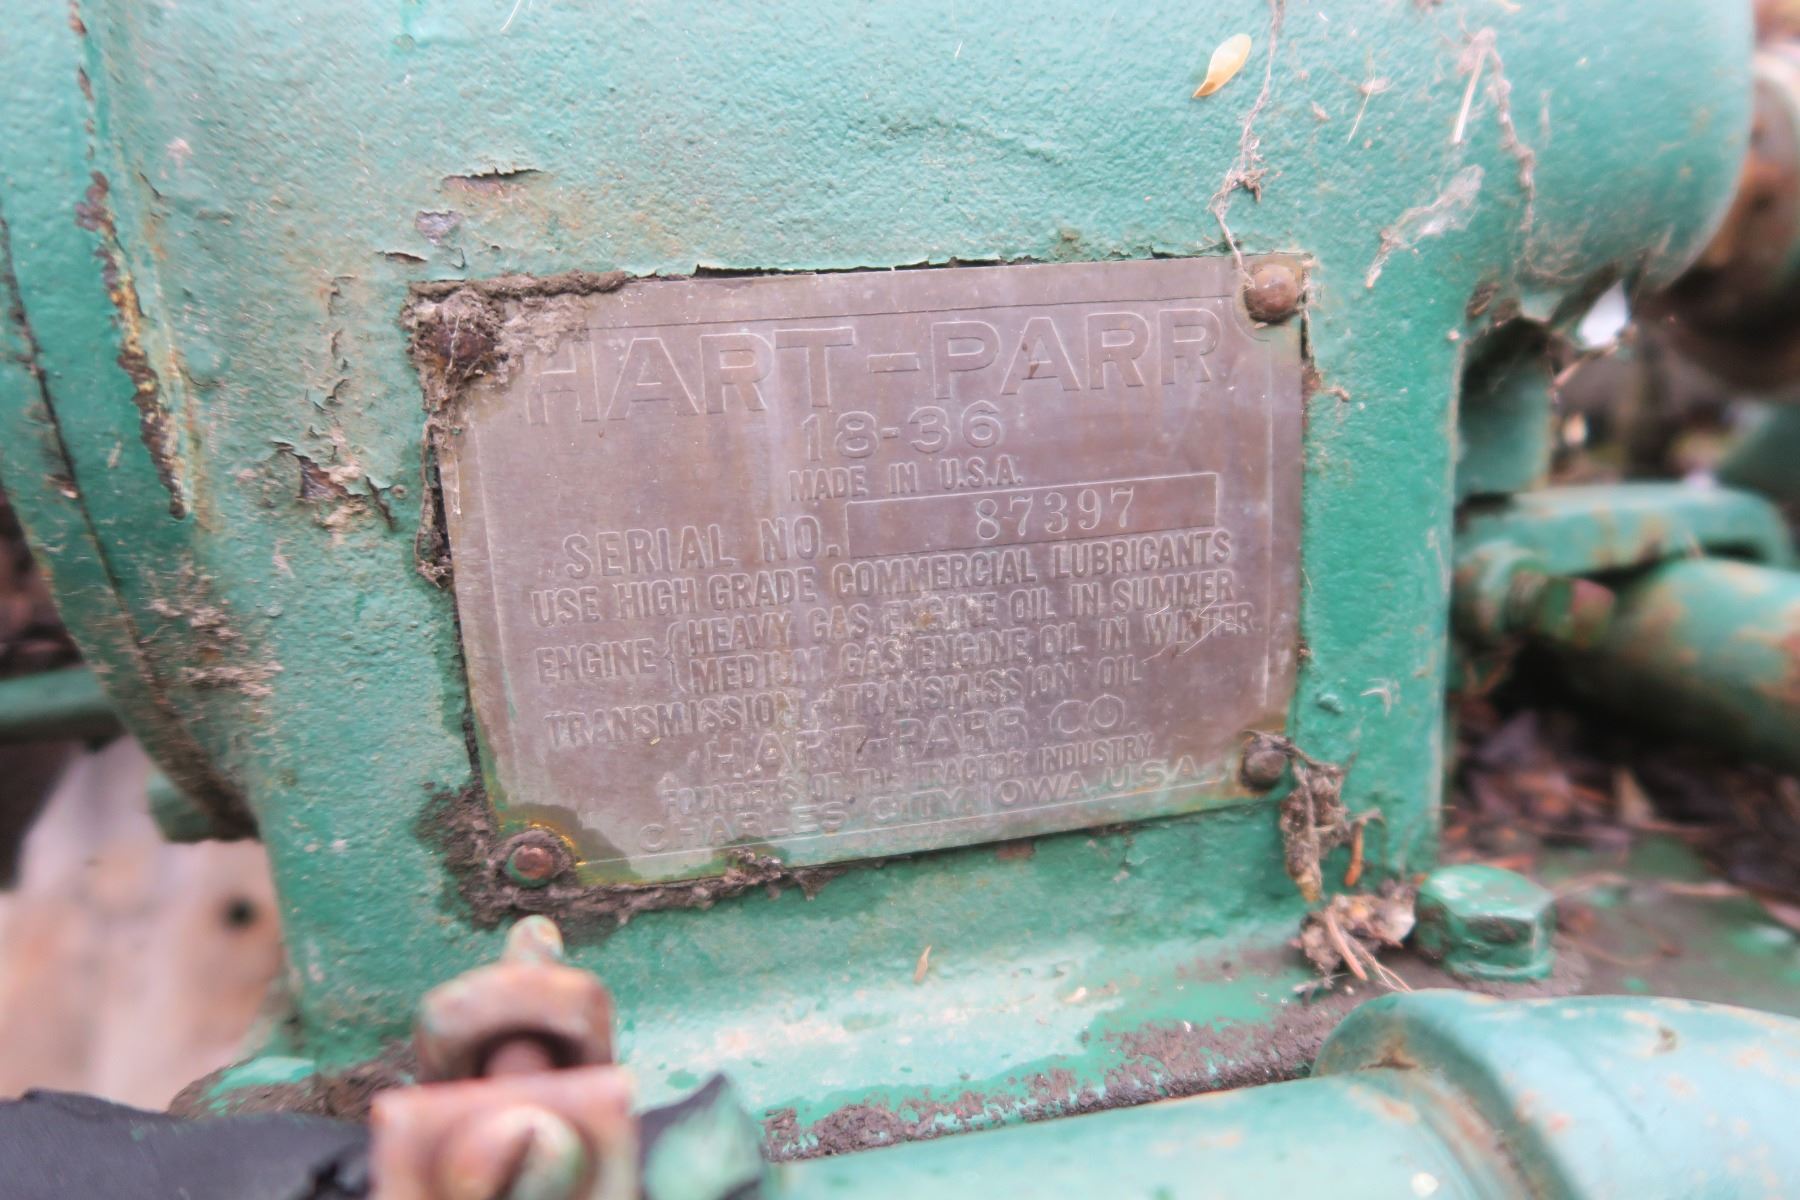 HART-PARR
18-36
MADE IN U.S.A.
SERIAL NO. 87397
USE HIGH GRADE COMMERCIAL LUBRICANTS
ENGINE { HEAVY GAS ENGINE OIL IN SUMMER
MEDIUM GAS ENGINE OIL IN WINTER
TRANSMISSION - TRANSMISSION OIL
HART-PARR CO
FOUNDERS OF THE TRACTOR INDUSTRY
CHARLES CITY, IOWA, U.S.A.